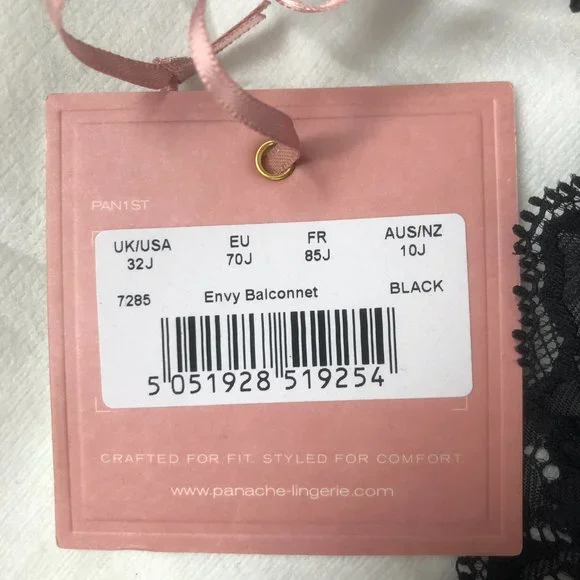 PAN1ST
UK/USA EU FR AUS/NZ
32J 70J 85J 10J
7285 Envy Balconnet BLACK
5 051928 519254
CRAFTED FOR FIT. STYLED FOR COMFORT
www.panache-lingerie.com